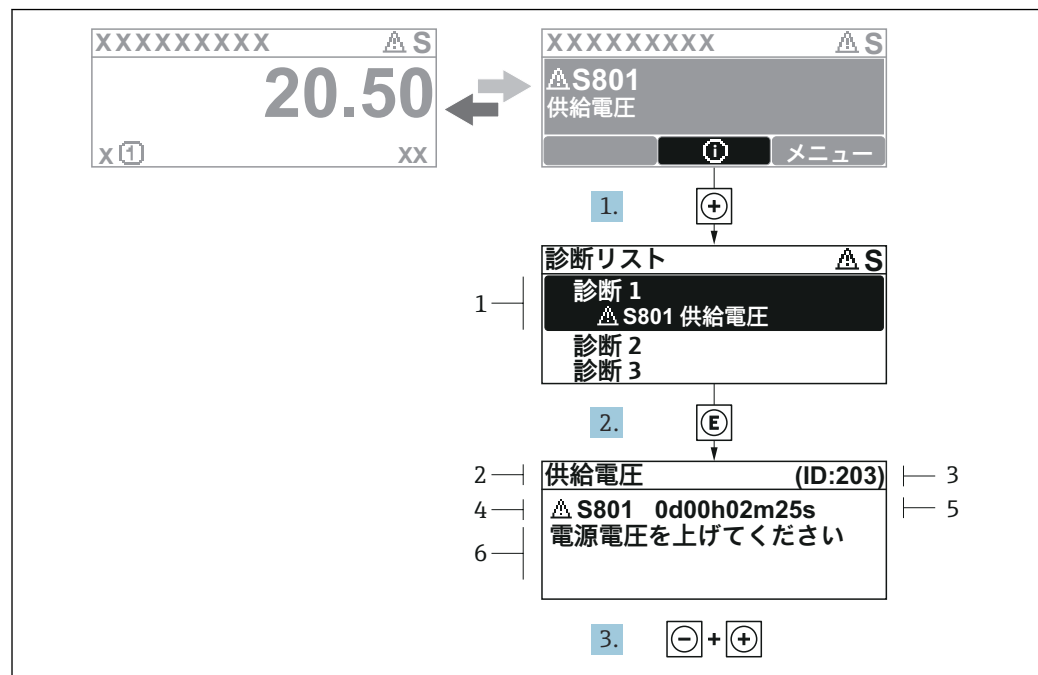 XXXXXXXXX ⚠ S
20.50
X ① XX
XXXXXXXXX ⚠ S
⚠ S801
供給電圧
ⓘ メニュー
1. +
診断リスト ⚠ S
1
診断 1
⚠ S801 供給電圧
診断 2
診断 3
2. E
2 供給電圧 (ID:203) 3
4 ⚠ S801 0d00h02m25s 5
6 電源電圧を上げてください
3. - + +